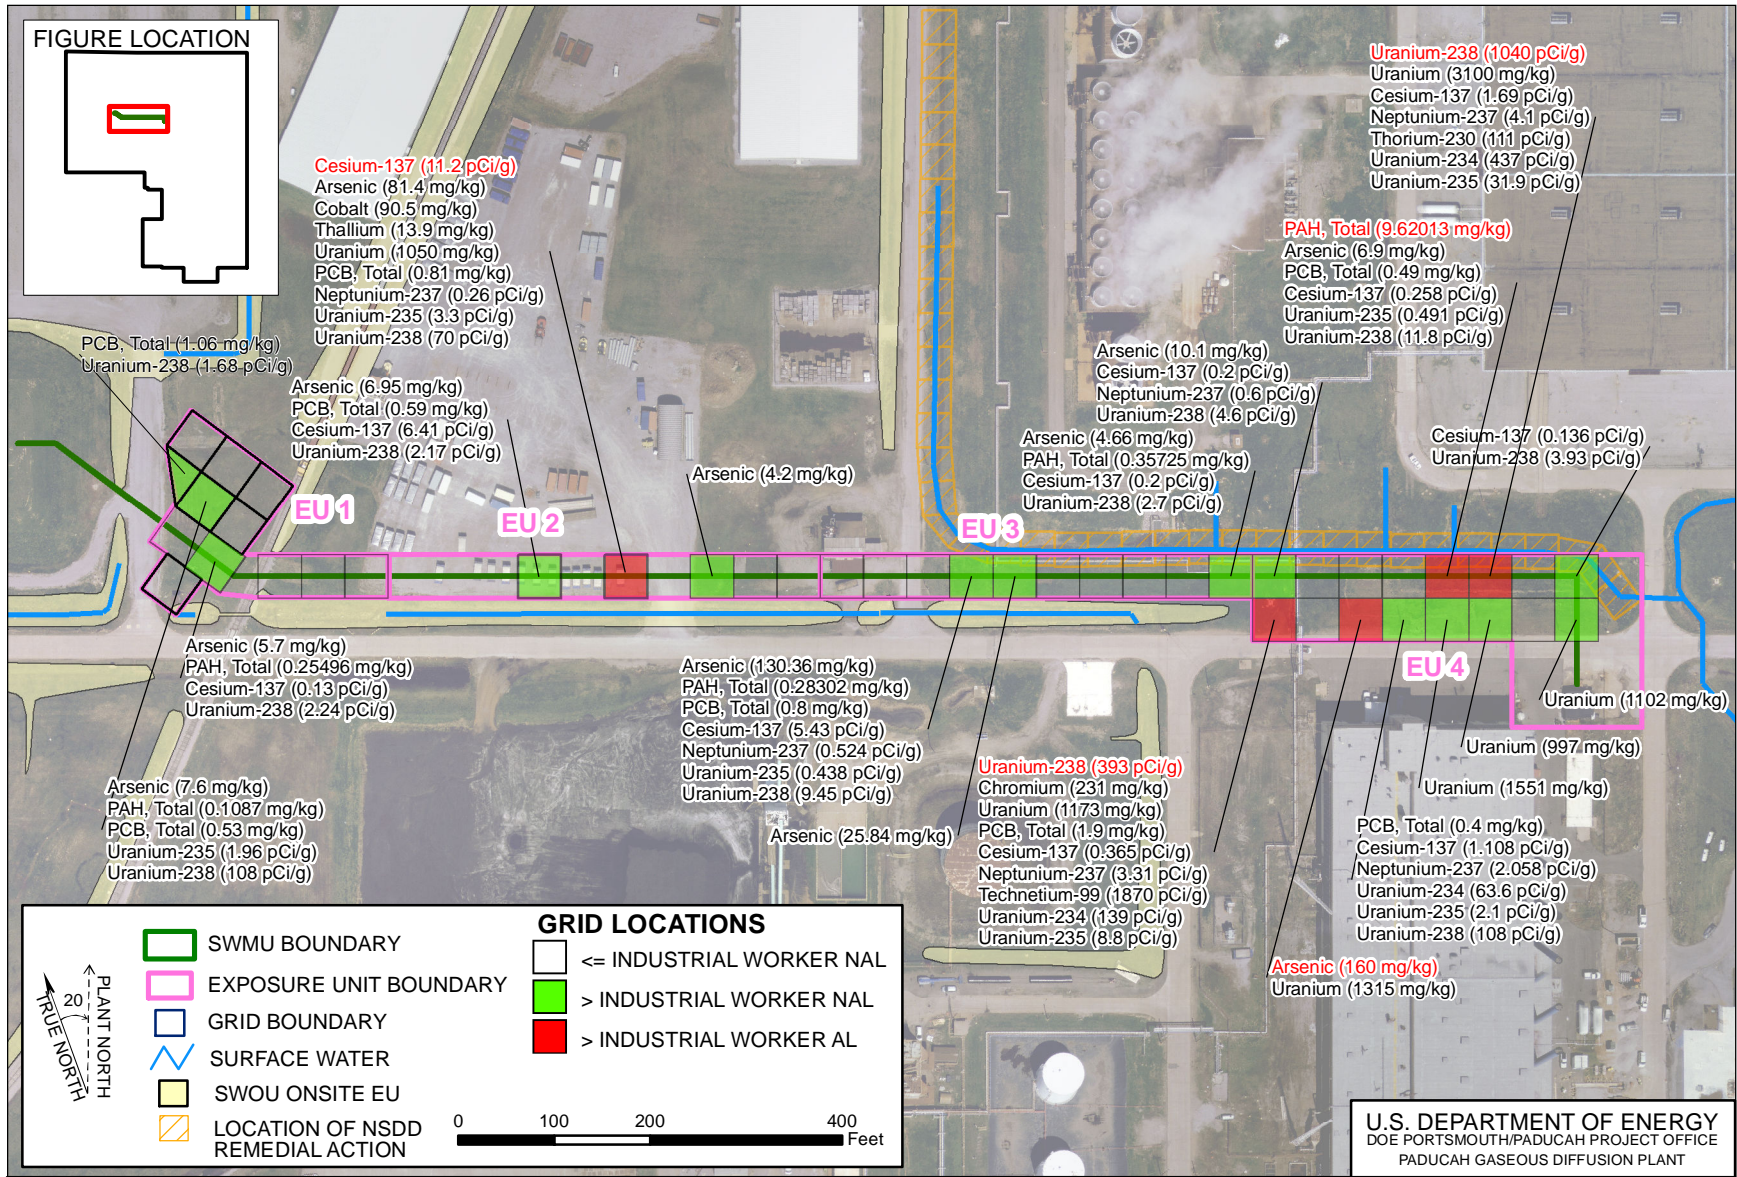 FIGURE LOCATION
Uranium-238 (1040 pCi/g)
Uranium (3100 mg/kg)
Cesium-137 (1.69 pCi/g)
Neptunium-237 (4.1 pCi/g)
Thorium-230 (111 pCi/g)
Uranium-234 (437 pCi/g)
Uranium-235 (31.9 pCi/g)
Cesium-137 (11.2 pCi/g)
Arsenic (81.4 mg/kg)
Cobalt (90.5 mg/kg)
Thallium (13.9 mg/kg)
Uranium (1050 mg/kg)
PCB, Total (0.81 mg/kg)
Neptunium-237 (0.26 pCi/g)
Uranium-235 (3.3 pCi/g)
Uranium-238 (70 pCi/g)
PAH, Total (9.62013 mg/kg)
Arsenic (6.9 mg/kg)
PCB, Total (0.49 mg/kg)
Cesium-137 (0.258 pCi/g)
Uranium-235 (0.491 pCi/g)
Uranium-238 (11.8 pCi/g)
PCB, Total (1.06 mg/kg)
Uranium-238 (1.68 pCi/g)
Arsenic (10.1 mg/kg)
Cesium-137 (0.2 pCi/g)
Neptunium-237 (0.6 pCi/g)
Uranium-238 (4.6 pCi/g)
Arsenic (6.95 mg/kg)
PCB, Total (0.59 mg/kg)
Cesium-137 (6.41 pCi/g)
Uranium-238 (2.17 pCi/g)
Arsenic (4.66 mg/kg)
PAH, Total (0.35725 mg/kg)
Cesium-137 (0.2 pCi/g)
Uranium-238 (2.7 pCi/g)
Cesium-137 (0.136 pCi/g)
Uranium-238 (3.93 pCi/g)
Arsenic (4.2 mg/kg)
EU 1
EU 2
EU 3
EU 4
Arsenic (5.7 mg/kg)
PAH, Total (0.25496 mg/kg)
Cesium-137 (0.13 pCi/g)
Uranium-238 (2.24 pCi/g)
Arsenic (130.36 mg/kg)
PAH, Total (0.28302 mg/kg)
PCB, Total (0.8 mg/kg)
Cesium-137 (5.43 pCi/g)
Neptunium-237 (0.524 pCi/g)
Uranium-235 (0.438 pCi/g)
Uranium-238 (9.45 pCi/g)
Uranium (1102 mg/kg)
Uranium (997 mg/kg)
Uranium (1551 mg/kg)
Arsenic (7.6 mg/kg)
PAH, Total (0.1087 mg/kg)
PCB, Total (0.53 mg/kg)
Uranium-235 (1.96 pCi/g)
Uranium-238 (108 pCi/g)
Arsenic (25.84 mg/kg)
Uranium-238 (393 pCi/g)
Chromium (231 mg/kg)
Uranium (1173 mg/kg)
PCB, Total (1.9 mg/kg)
Cesium-137 (0.365 pCi/g)
Neptunium-237 (3.31 pCi/g)
Technetium-99 (1870 pCi/g)
Uranium-234 (139 pCi/g)
Uranium-235 (8.8 pCi/g)
PCB, Total (0.4 mg/kg)
Cesium-137 (1.108 pCi/g)
Neptunium-237 (2.058 pCi/g)
Uranium-234 (63.6 pCi/g)
Uranium-235 (2.1 pCi/g)
Uranium-238 (108 pCi/g)
Arsenic (160 mg/kg)
Uranium (1315 mg/kg)
TRUE NORTH
20
PLANT NORTH
SWMU BOUNDARY
EXPOSURE UNIT BOUNDARY
GRID BOUNDARY
SURFACE WATER
SWOU ONSITE EU
LOCATION OF NSDD
REMEDIAL ACTION
GRID LOCATIONS
<= INDUSTRIAL WORKER NAL
> INDUSTRIAL WORKER NAL
> INDUSTRIAL WORKER AL
0 100 200 400
Feet
U.S. DEPARTMENT OF ENERGY
DOE PORTSMOUTH/PADUCAH PROJECT OFFICE
PADUCAH GASEOUS DIFFUSION PLANT